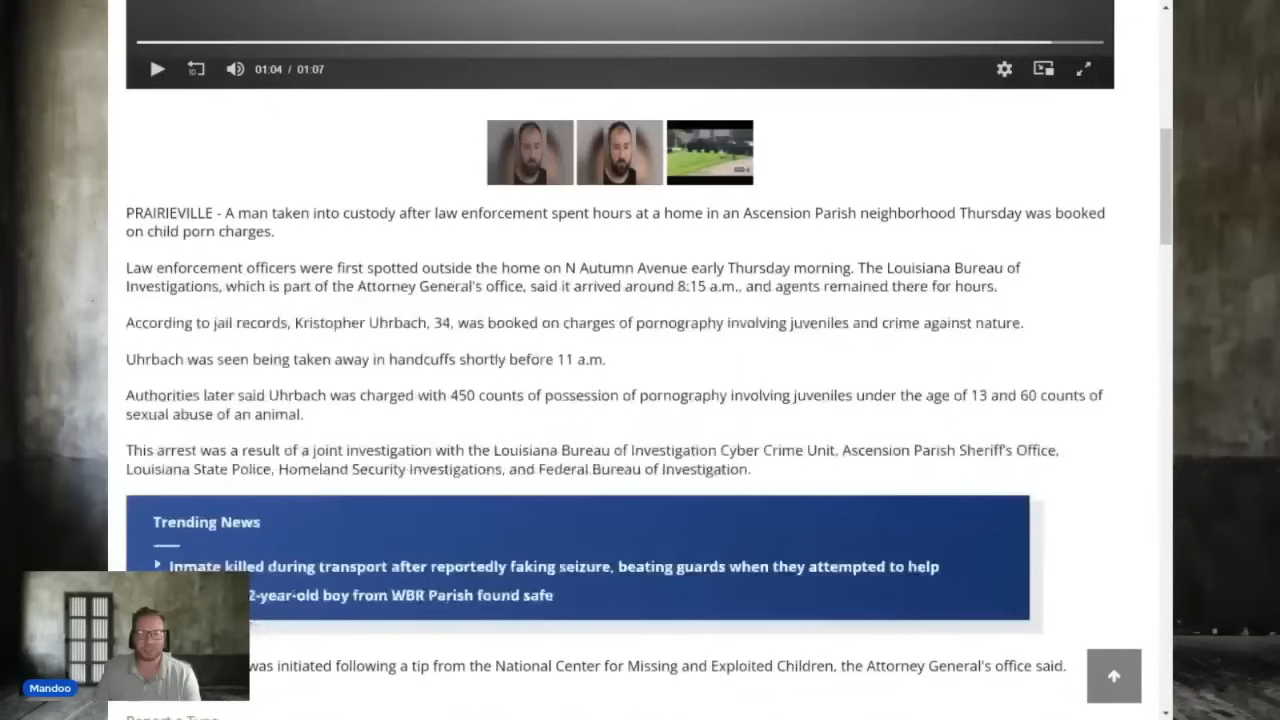 01:04 / 01:07
PRAIRIEVILLE - A man taken into custody after law enforcement spent hours at a home in an Ascension Parish neighborhood Thursday was booked
on child porn charges.
Law enforcement officers were first spotted outside the home on N Autumn Avenue early Thursday morning. The Louisiana Bureau of
Investigations, which is part of the Attorney General's office, said it arrived around 8:15 a.m., and agents remained there for hours.
According to jail records, Kristopher Uhrbach, 34, was booked on charges of pornography involving juveniles and crime against nature.
Uhrbach was seen being taken away in handcuffs shortly before 11 a.m.
Authorities later said Uhrbach was charged with 450 counts of possession of pornography involving juveniles under the age of 13 and 60 counts of
sexual abuse of an animal.
This arrest was a result of a joint investigation with the Louisiana Bureau of Investigation Cyber Crime Unit, Ascension Parish Sheriff's Office,
Louisiana State Police, Homeland Security Investigations, and Federal Bureau of Investigation.
Trending News
Inmate killed during transport after reportedly faking seizure, beating guards when they attempted to help
2-year-old boy from WBR Parish found safe
was initiated following a tip from the National Center for Missing and Exploited Children, the Attorney General's office said.
Mandoo